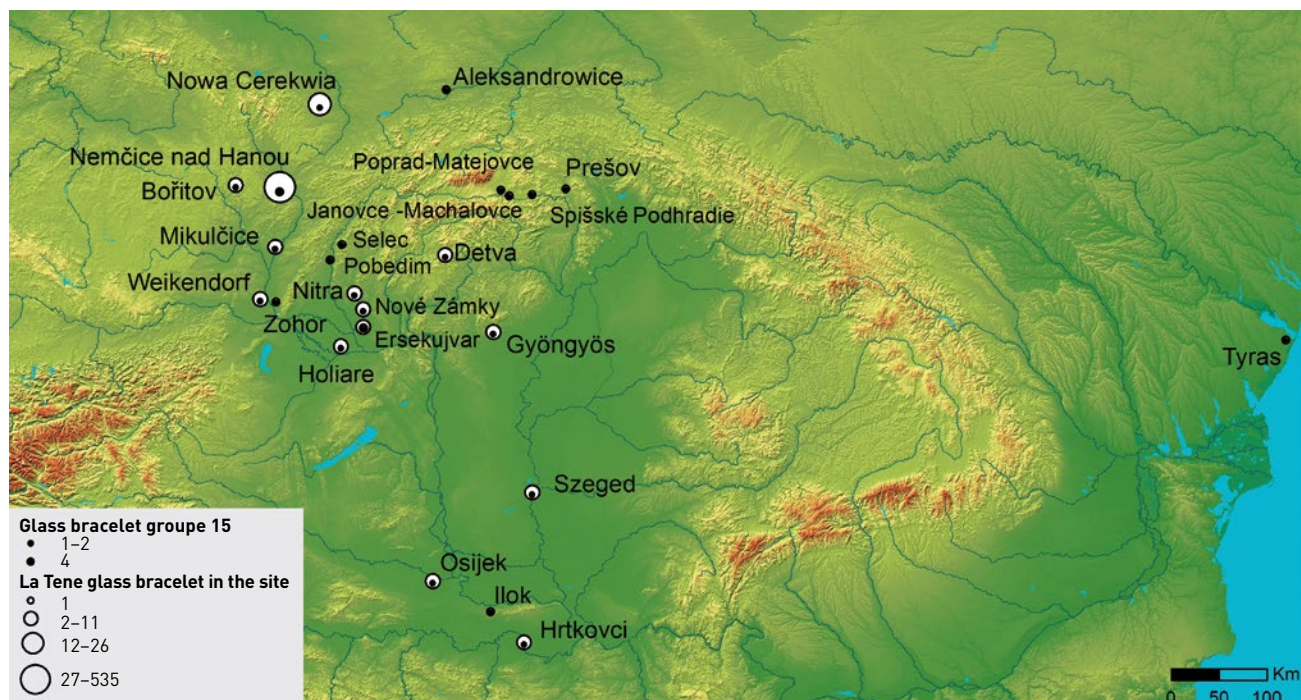 Aleksandrowice
Nowa Cerekwia
Nemčice nad Hanou
Poprad-Matejovce
Prešov
Bořitov
Janovce -Machalovce
Spišské Podhradie
Mikulčice
Selec
Detva
Pobedim
Weikendorf
Nitra
Nové Zámky
Zohor
Ersekujvar
Gyöngyös
Tyras
Holiare
Szeged
Osijek
Ilok
Hrtkovci
Glass bracelet groupe 15
1–2
4
La Tene glass bracelet in the site
1
2–11
12–26
27–535
Km
0 50 100